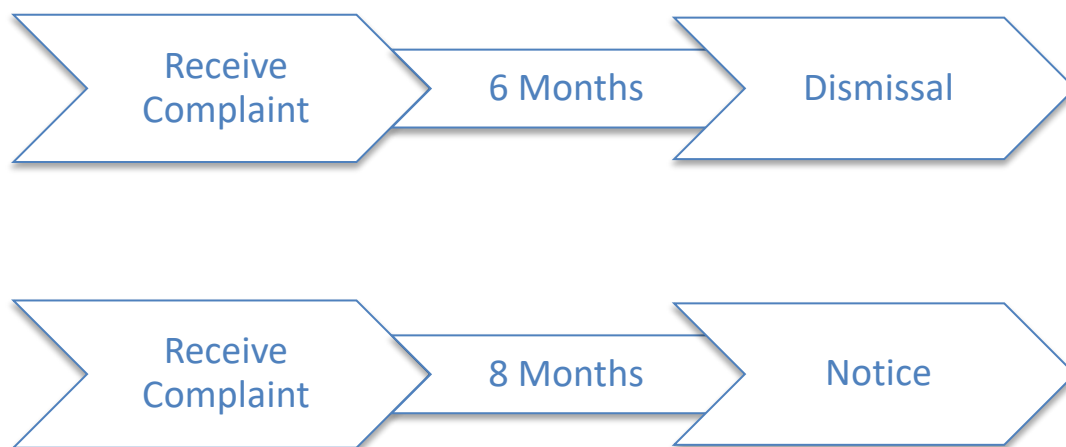 Receive
Complaint
6 Months
Dismissal
Receive
Complaint
8 Months
Notice